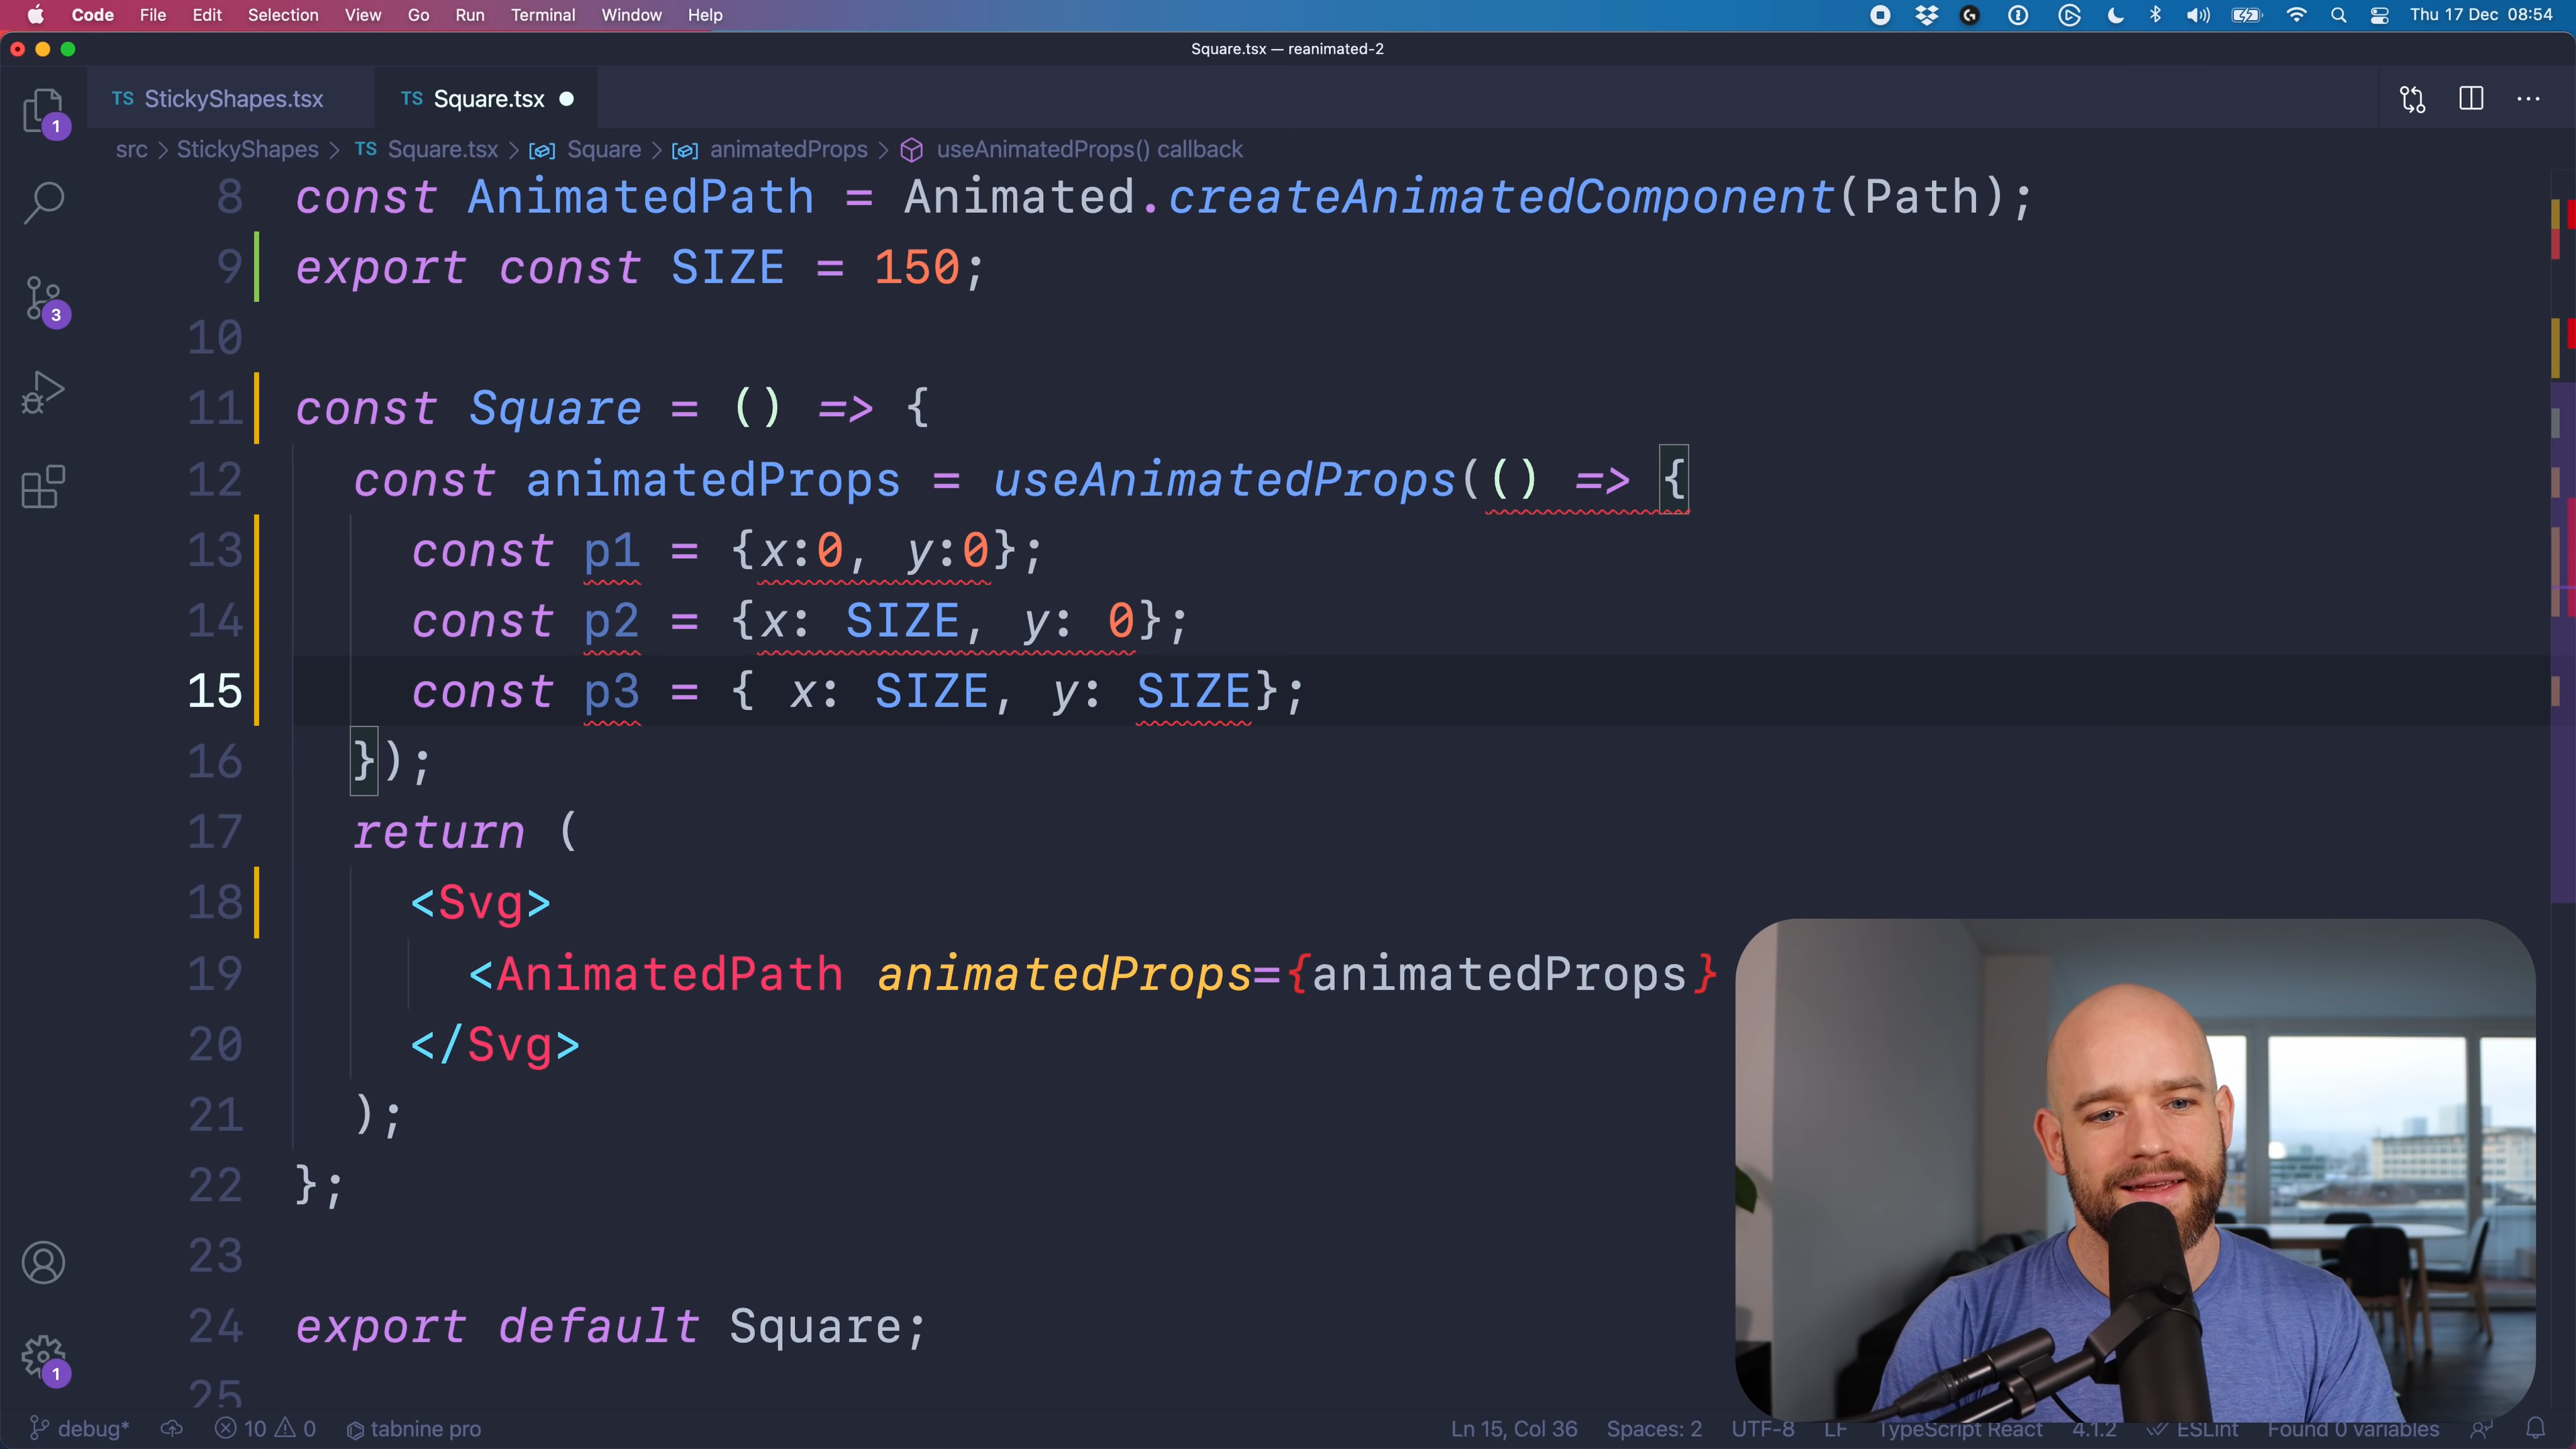 Code File Edit Selection View Go Run Terminal Window Help Thu 17 Dec 08:54
Square.tsx — reanimated-2
TS StickyShapes.tsx TS Square.tsx
src > StickyShapes > TS Square.tsx > Square > animatedProps > useAnimatedProps() callback
1
3
1
8 const AnimatedPath = Animated.createAnimatedComponent(Path);
9 export const SIZE = 150;
10
11 const Square = () => {
12 const animatedProps = useAnimatedProps(() => {
13 const p1 = {x:0, y:0};
14 const p2 = {x: SIZE, y: 0};
15 const p3 = { x: SIZE, y: SIZE};
16 });
17 return (
18 <Svg>
19 <AnimatedPath animatedProps={animatedProps}
20 </Svg>
21 );
22 };
23
24 export default Square;
25
debug* 10 0 tabnine pro Ln 15, Col 36 Spaces: 2 UTF-8 LF TypeScript React 4.1.2 ESLint Found 0 variables